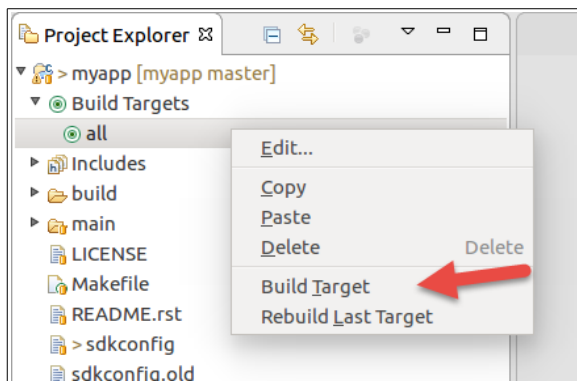 Project Explorer
> myapp [myapp master]
Build Targets
all
Includes
build
main
LICENSE
Makefile
README.rst
> sdkconfig
sdkconfig.old
Edit...
Copy
Paste
Delete Delete
Build Target
Rebuild Last Target